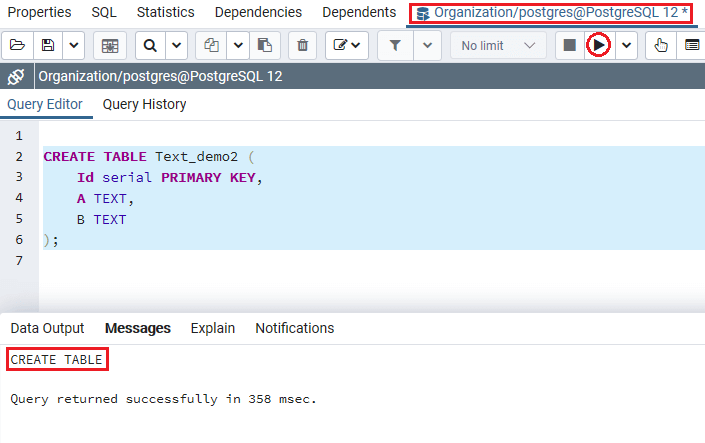 Properties SQL Statistics Dependencies Dependents Organization/postgres@PostgreSQL 12 *
No limit
Organization/postgres@PostgreSQL 12
Query Editor Query History
1
2 CREATE TABLE Text_demo2 (
3 Id serial PRIMARY KEY,
4 A TEXT,
5 B TEXT
6 );
7
Data Output Messages Explain Notifications
CREATE TABLE
Query returned successfully in 358 msec.